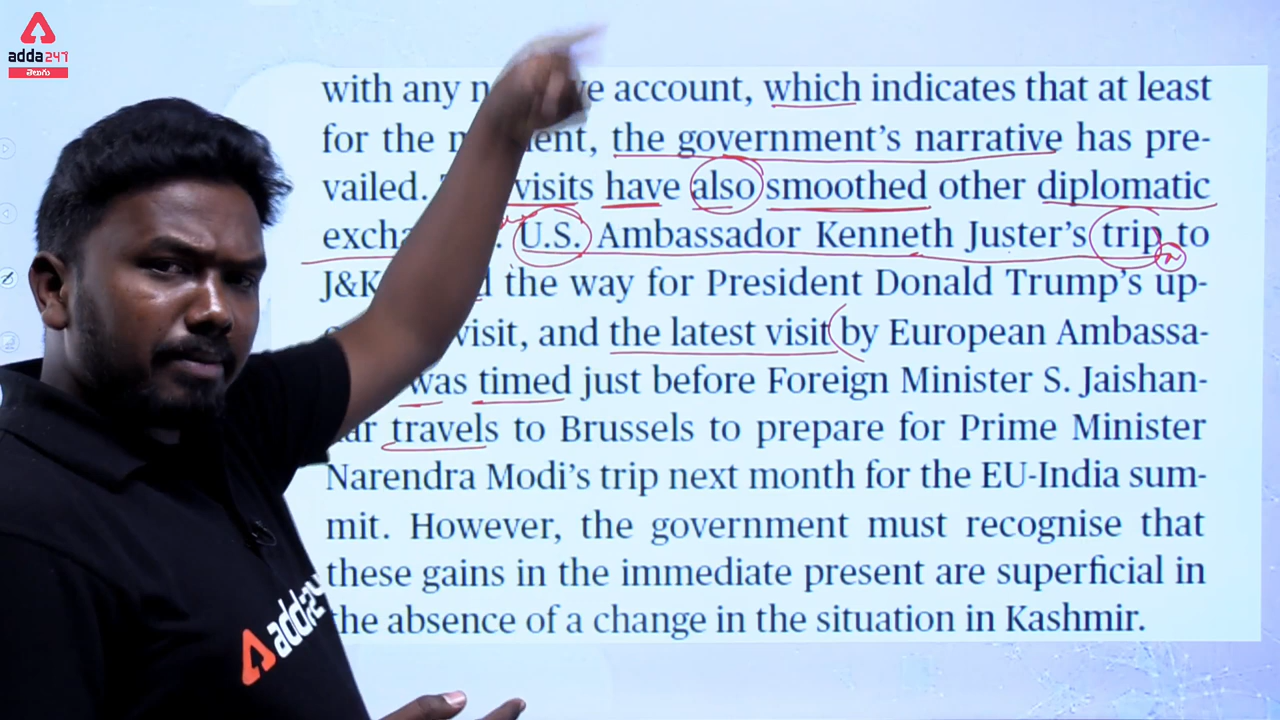 adda247
తెలుగు
with any account, which indicates that at least
for the the government's narrative has pre-
vailed. visits have also smoothed other diplomatic
U.S. Ambassador Kenneth Juster's trip to
J&K the way for President Donald Trump's up-
visit, and the latest visit by European Ambassa-
was timed just before Foreign Minister S. Jaishan-
travels to Brussels to prepare for Prime Minister
Narendra Modi's trip next month for the EU-India sum-
mit. However, the government must recognise that
these gains in the immediate present are superficial in
the absence of a change in the situation in Kashmir.
adda247